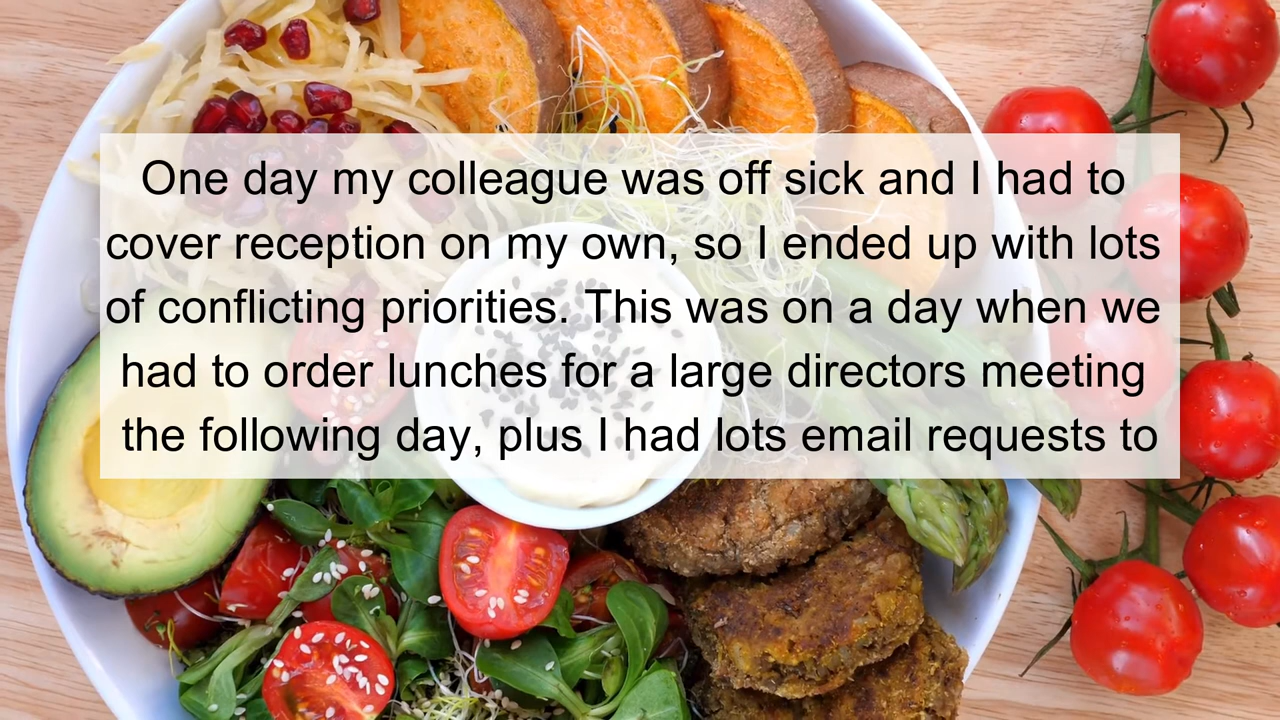 One day my colleague was off sick and I had to
cover reception on my own, so I ended up with lots
of conflicting priorities. This was on a day when we
had to order lunches for a large directors meeting
the following day, plus I had lots email requests to